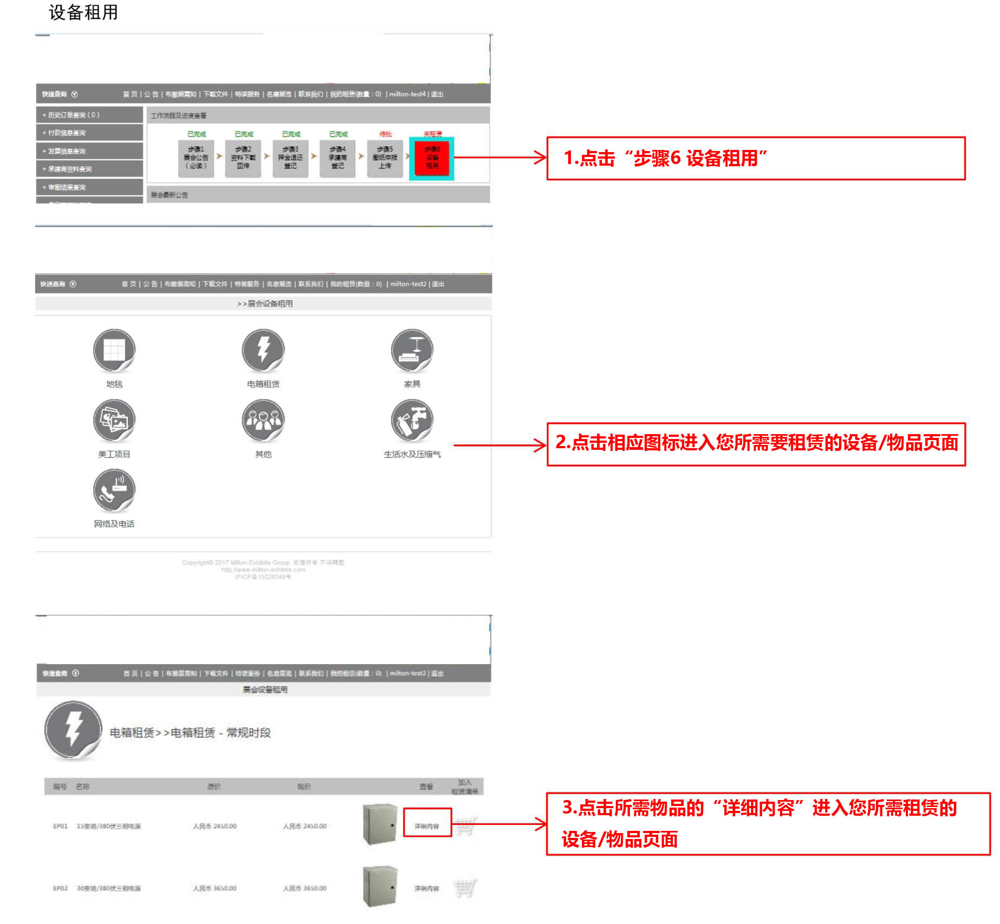 设备租用
快速查询
首 页 | 公 告 | 布撤展需知 | 下载文件 | 特装服务 | 名唐展览 | 联系我们 | 我的租赁(数量：0) | milton-test4 | 退出
+ 历史订单查询 ( 0 )
+ 付款信息查询
+ 发票信息查询
+ 承建商资料查询
+ 审图结果查询
工作流程及进度查看
已完成 已完成 已完成 已完成 待批 未租赁
步骤1 展会公告 （必读）
步骤2 资料下载 回传
步骤3 押金退还 登记
步骤4 承建商 登记
步骤5 图纸申报 上传
步骤6 设备 租用
展会最新公告
1.点击“步骤6 设备租用”
快速查询
首 页 | 公 告 | 布撤展需知 | 下载文件 | 特装服务 | 名唐展览 | 联系我们 | 我的租赁(数量：0) | milton-test2 | 退出
>>展会设备租用
地毯 电箱租赁 家具
美工项目 其他 生活水及压缩气
网络及电话
2.点击相应图标进入您所需要租赁的设备/物品页面
Copyright© 2017 Milton Exhibits Group 版權所有 不得轉載
http://www.milton-exhibits.com
沪ICP备15029349号
快速查询
首 页 | 公 告 | 布撤展需知 | 下载文件 | 特装服务 | 名唐展览 | 联系我们 | 我的租赁(数量：0) | milton-test2 | 退出
展会设备租用
电箱租赁>>电箱租赁 - 常规时段
编号 名称 原价 现价 查看 加入 租赁清单
EP01 15安培/380伏三相电源 人民币 2450.00 人民币 2450.00 详细内容
EP02 30安培/380伏三相电源 人民币 3650.00 人民币 3650.00 详细内容
3.点击所需物品的“详细内容”进入您所需租赁的
设备/物品页面